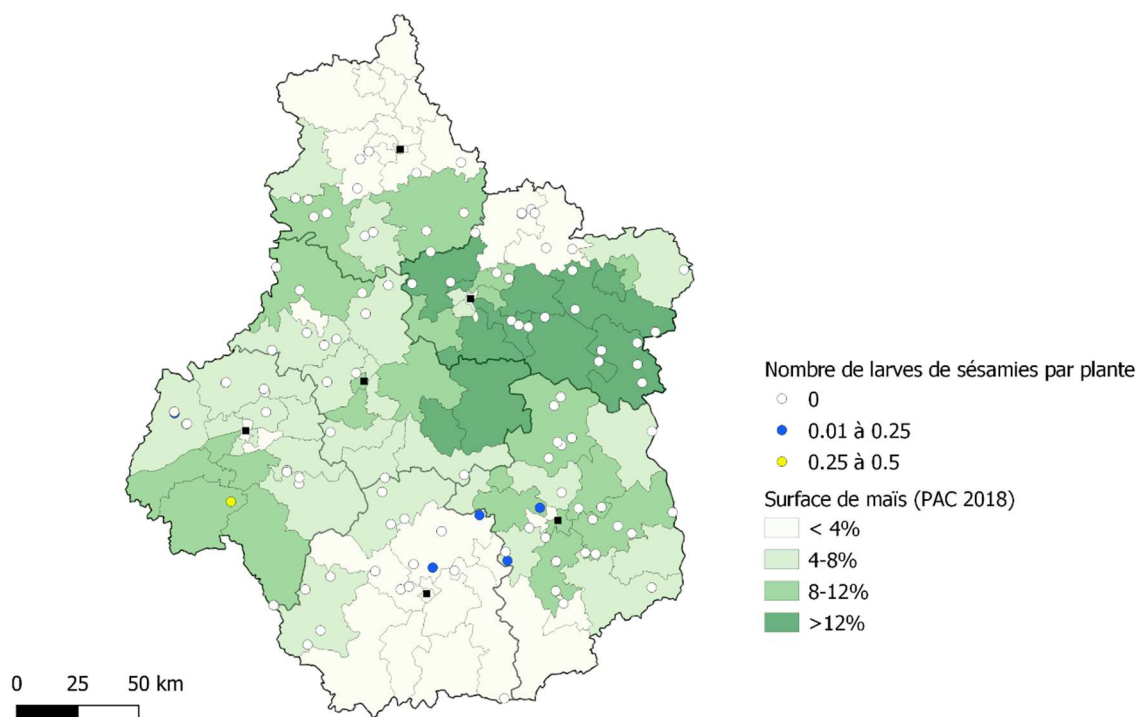 Nombre de larves de sésamies par plante
0
0.01 à 0.25
0.25 à 0.5
Surface de maïs (PAC 2018)
< 4%
4-8%
8-12%
>12%
0 25 50 km